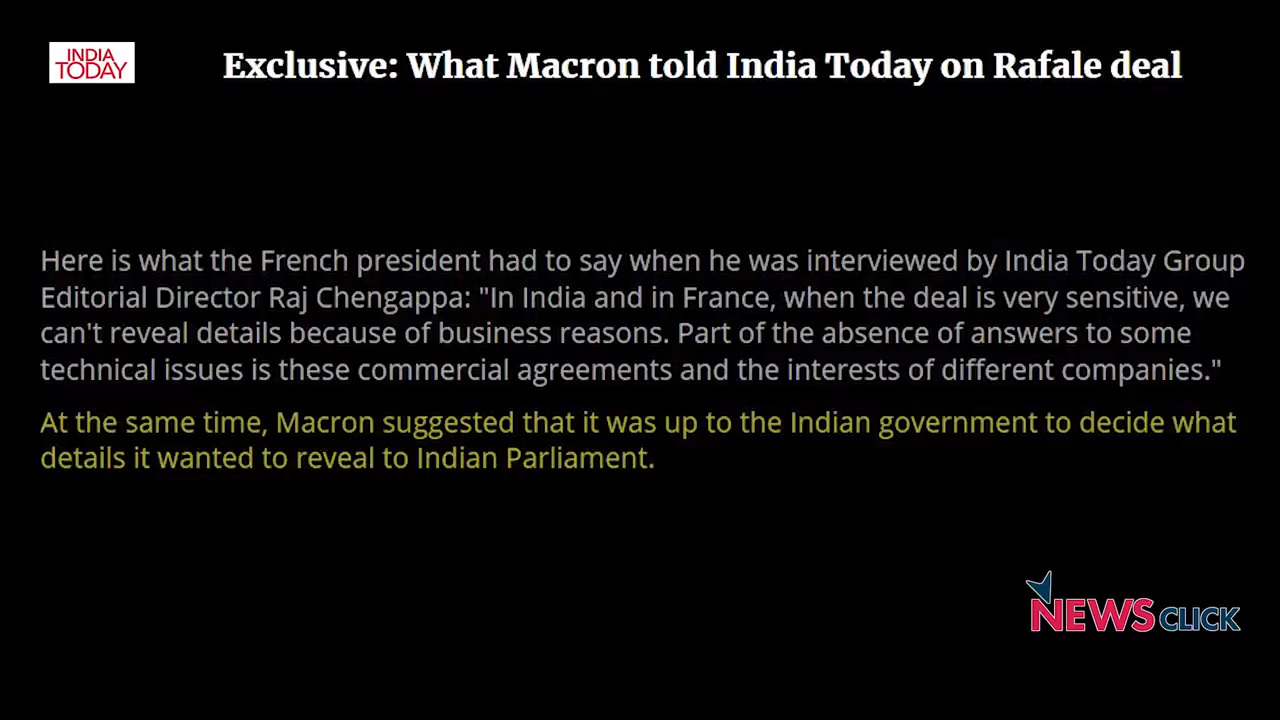 INDIA
TODAY
Exclusive: What Macron told India Today on Rafale deal
Here is what the French president had to say when he was interviewed by India Today Group
Editorial Director Raj Chengappa: "In India and in France, when the deal is very sensitive, we
can't reveal details because of business reasons. Part of the absence of answers to some
technical issues is these commercial agreements and the interests of different companies."
At the same time, Macron suggested that it was up to the Indian government to decide what
details it wanted to reveal to Indian Parliament.
NEWSCLICK